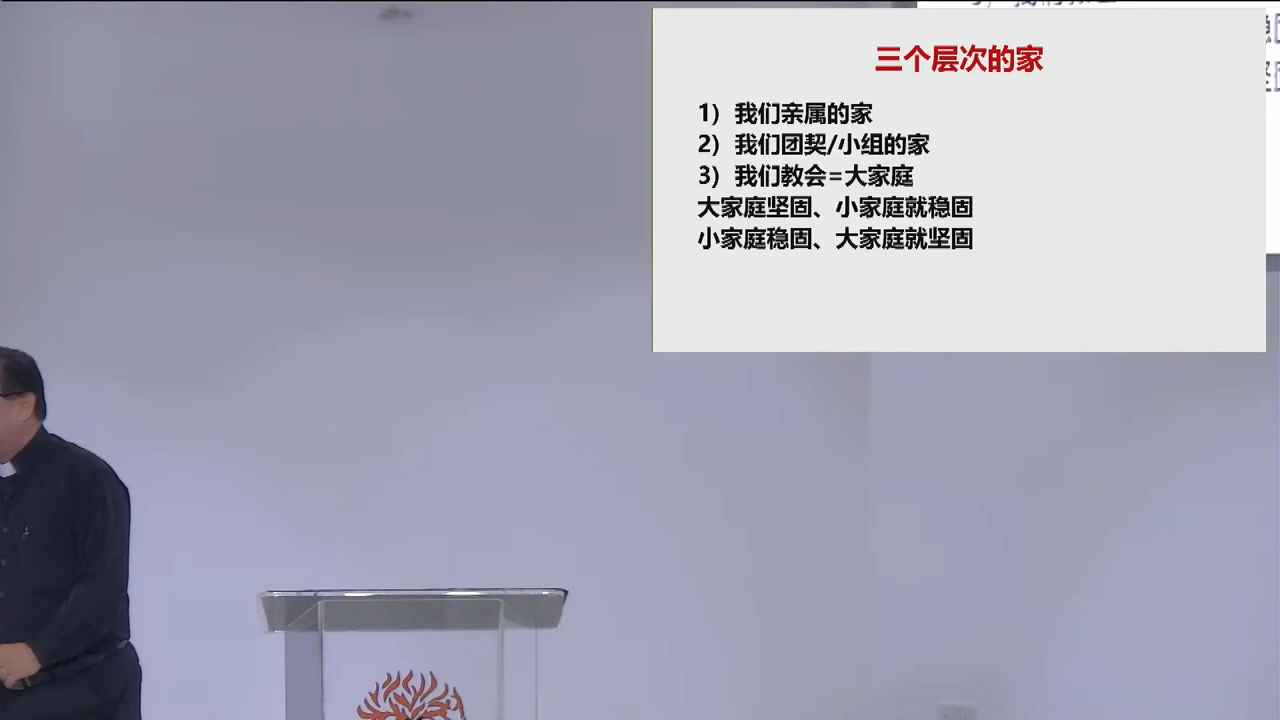 三个层次的家
1）我们亲属的家
2）我们团契/小组的家
3）我们教会=大家庭
大家庭坚固、小家庭就稳固
小家庭稳固、大家庭就坚固